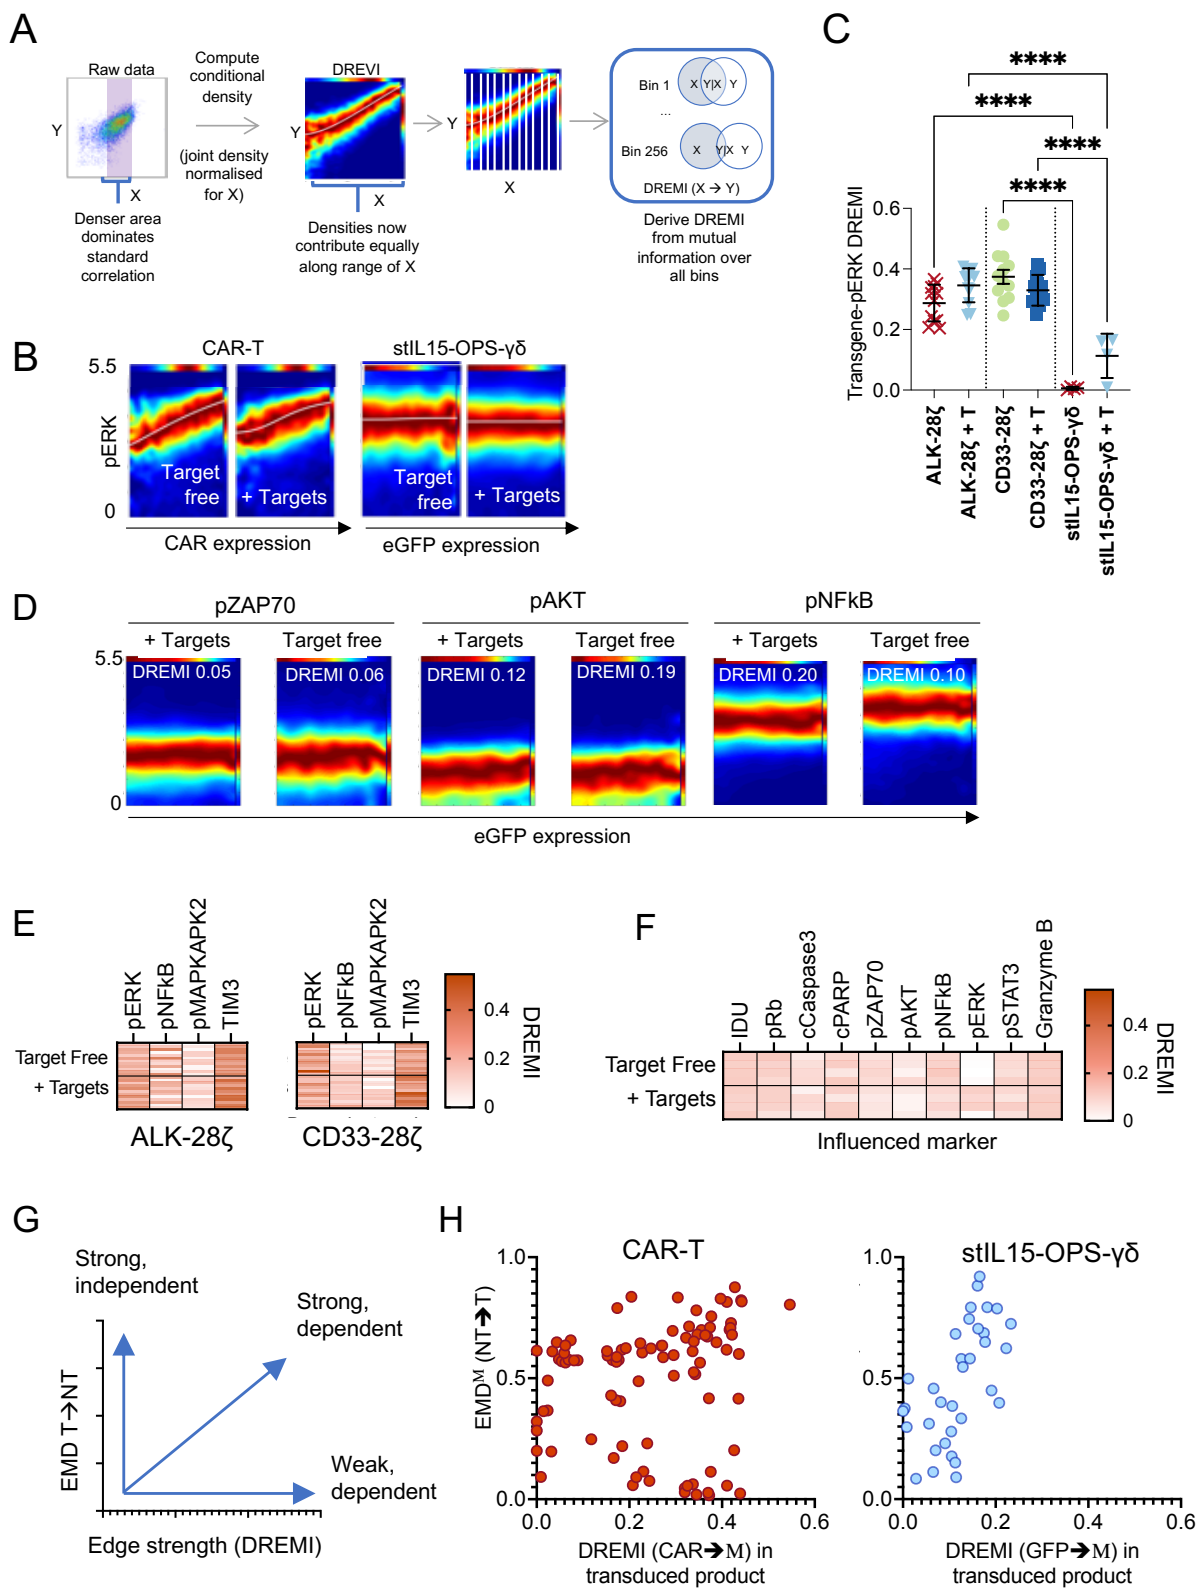 A
Raw data
Y
X
Denser area
dominates
standard
correlation
Compute
conditional
density
(joint density
normalised
for X)
DREVI
Y
X
Densities now
contribute equally
along range of X
Y
X
Bin 1
X Y|X Y
...
Bin 256
X Y|X Y
DREMI (X → Y)
Derive DREMI
from mutual
information over
all bins
C
****
****
****
****
Transgene-pERK DREMI
0.6
0.4
0.2
0.0
ALK-28ζ
ALK-28ζ + T
CD33-28ζ
CD33-28ζ + T
stIL15-OPS-γδ
stIL15-OPS-γδ + T
B
CAR-T
stIL15-OPS-γδ
5.5
pERK
0
Target
free
+ Targets
Target
free
+ Targets
CAR expression
eGFP expression
D
pZAP70
pAKT
pNFkB
+ Targets
Target free
+ Targets
Target free
+ Targets
Target free
5.5
0
DREMI 0.05
DREMI 0.06
DREMI 0.12
DREMI 0.19
DREMI 0.20
DREMI 0.10
eGFP expression
E
pERK
pNFkB
pMAPKAPK2
TIM3
pERK
pNFkB
pMAPKAPK2
TIM3
Target Free
+ Targets
ALK-28ζ
CD33-28ζ
0.4
0.2
0
DREMI
F
IDU
pRb
cCaspase3
cPARP
pZAP70
pAKT
pNFkB
pERK
pSTAT3
Granzyme B
Target Free
+ Targets
Influenced marker
0.4
0.2
0
DREMI
G
Strong,
independent
Strong,
dependent
Weak,
dependent
EMD T→NT
Edge strength (DREMI)
H
CAR-T
EMDᴹ (NT→T)
1.0
0.5
0.0
0.0
0.2
0.4
0.6
DREMI (CAR→M) in
transduced product
stIL15-OPS-γδ
1.0
0.5
0.0
0.0
0.2
0.4
0.6
DREMI (GFP→M) in
transduced product